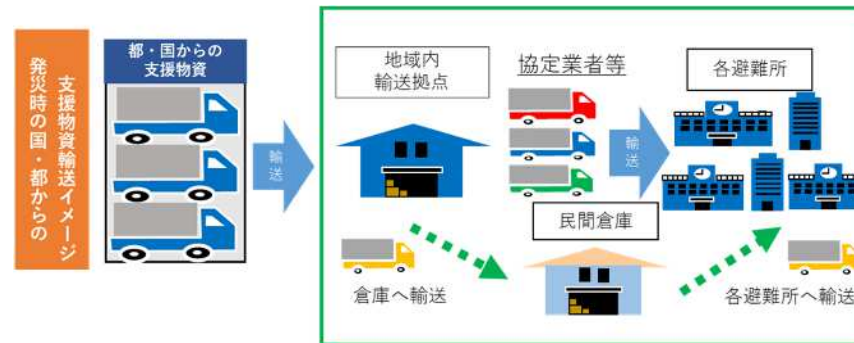 発災時の国・都からの
支援物資輸送イメージ
都・国からの
支援物資
輸送
地域内
輸送拠点
協定業者等
輸送
各避難所
民間倉庫
倉庫へ輸送
各避難所へ輸送